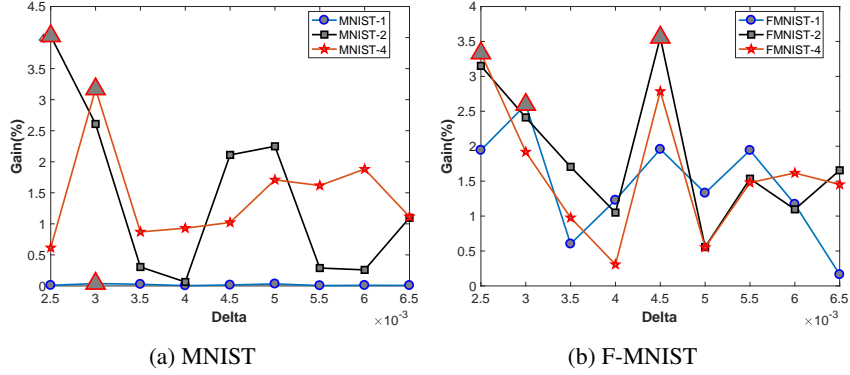 MNIST-1
MNIST-2
MNIST-4
Gain(%)
4.5
4
3.5
3
2.5
2
1.5
1
0.5
0
2.5 3 3.5 4 4.5 5 5.5 6 6.5
Delta
×10⁻³
(a) MNIST
FMNIST-1
FMNIST-2
FMNIST-4
Gain(%)
4
3.5
3
2.5
2
1.5
1
0.5
0
2.5 3 3.5 4 4.5 5 5.5 6 6.5
Delta
×10⁻³
(b) F-MNIST